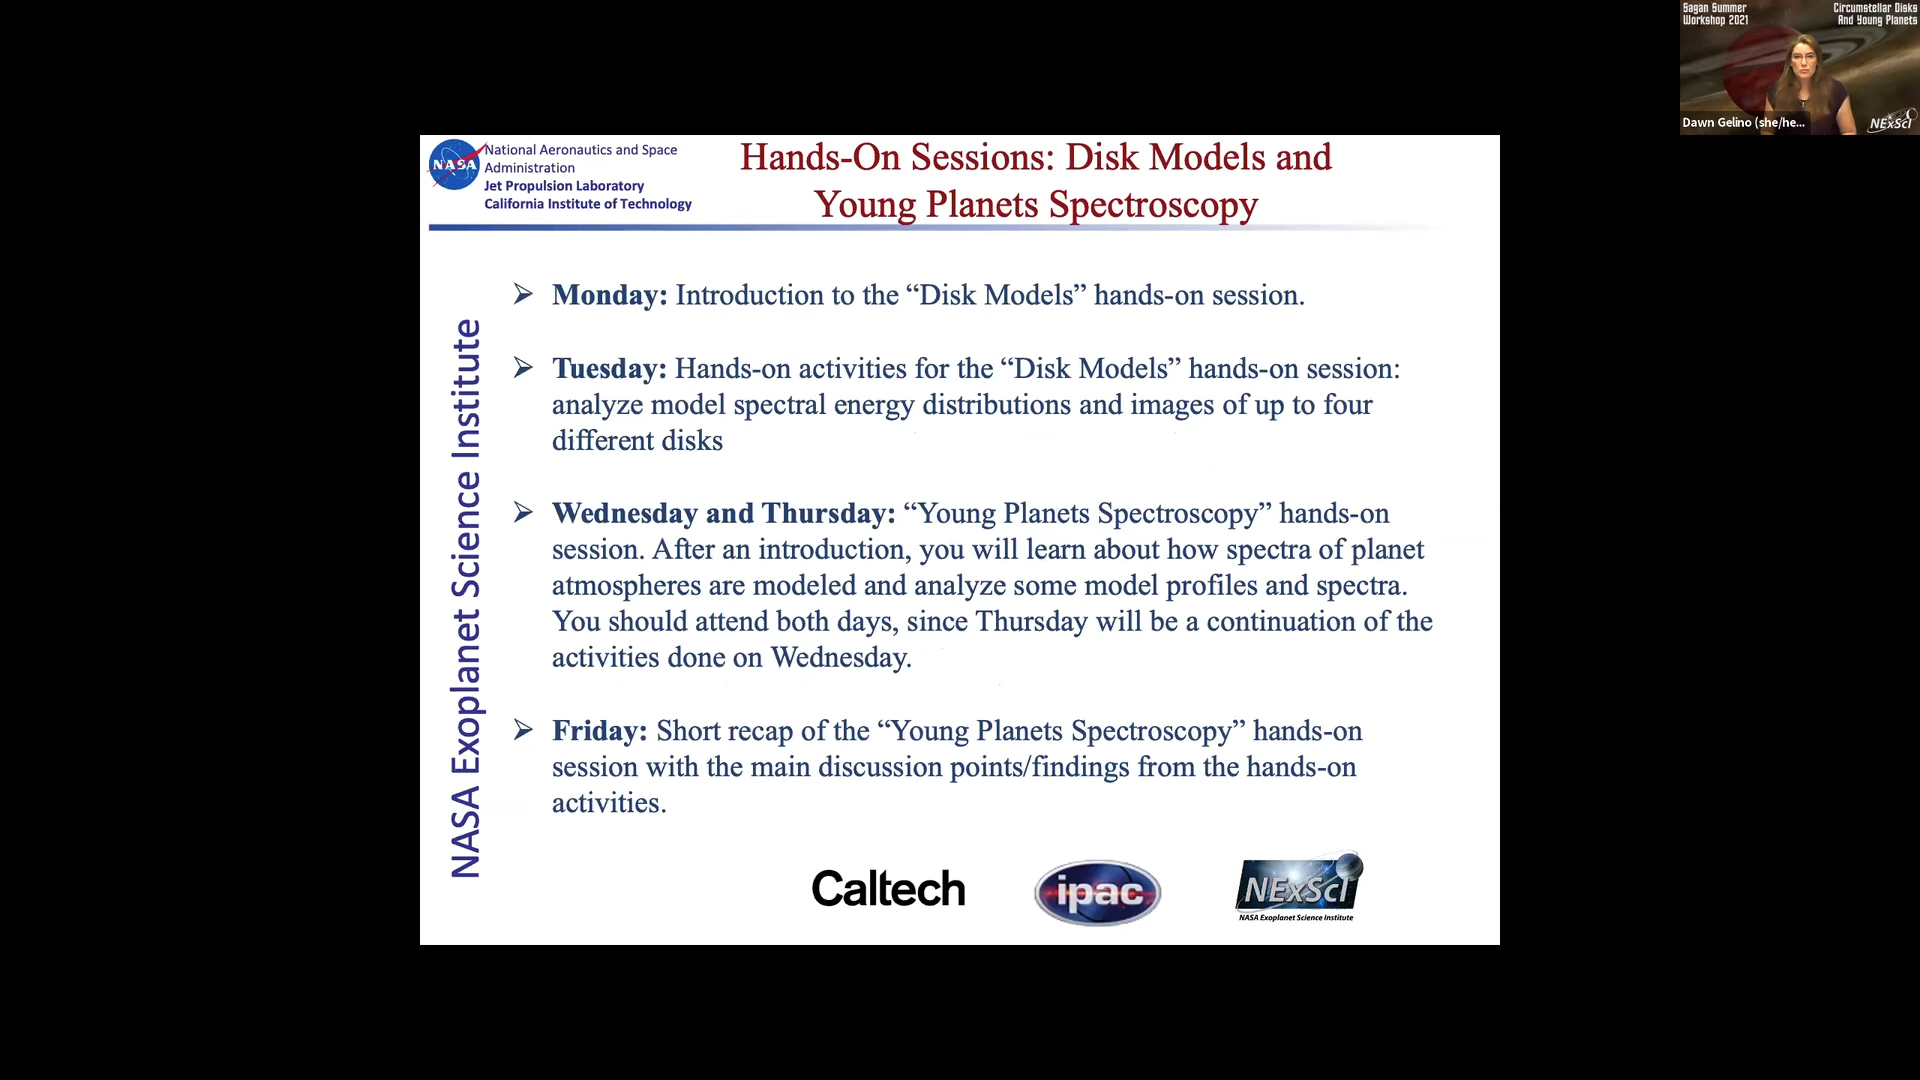 Sagan Summer
Workshop 2021
Circumstellar Disks
And Young Planets
Dawn Gelino (she/he...
NExScI
NASA
National Aeronautics and Space
Administration
Jet Propulsion Laboratory
California Institute of Technology
Hands-On Sessions: Disk Models and
Young Planets Spectroscopy
NASA Exoplanet Science Institute
➢ Monday: Introduction to the “Disk Models” hands-on session.
➢ Tuesday: Hands-on activities for the “Disk Models” hands-on session:
analyze model spectral energy distributions and images of up to four
different disks
➢ Wednesday and Thursday: “Young Planets Spectroscopy” hands-on
session. After an introduction, you will learn about how spectra of planet
atmospheres are modeled and analyze some model profiles and spectra.
You should attend both days, since Thursday will be a continuation of the
activities done on Wednesday.
➢ Friday: Short recap of the “Young Planets Spectroscopy” hands-on
session with the main discussion points/findings from the hands-on
activities.
Caltech
ipac
NExScI
NASA Exoplanet Science Institute